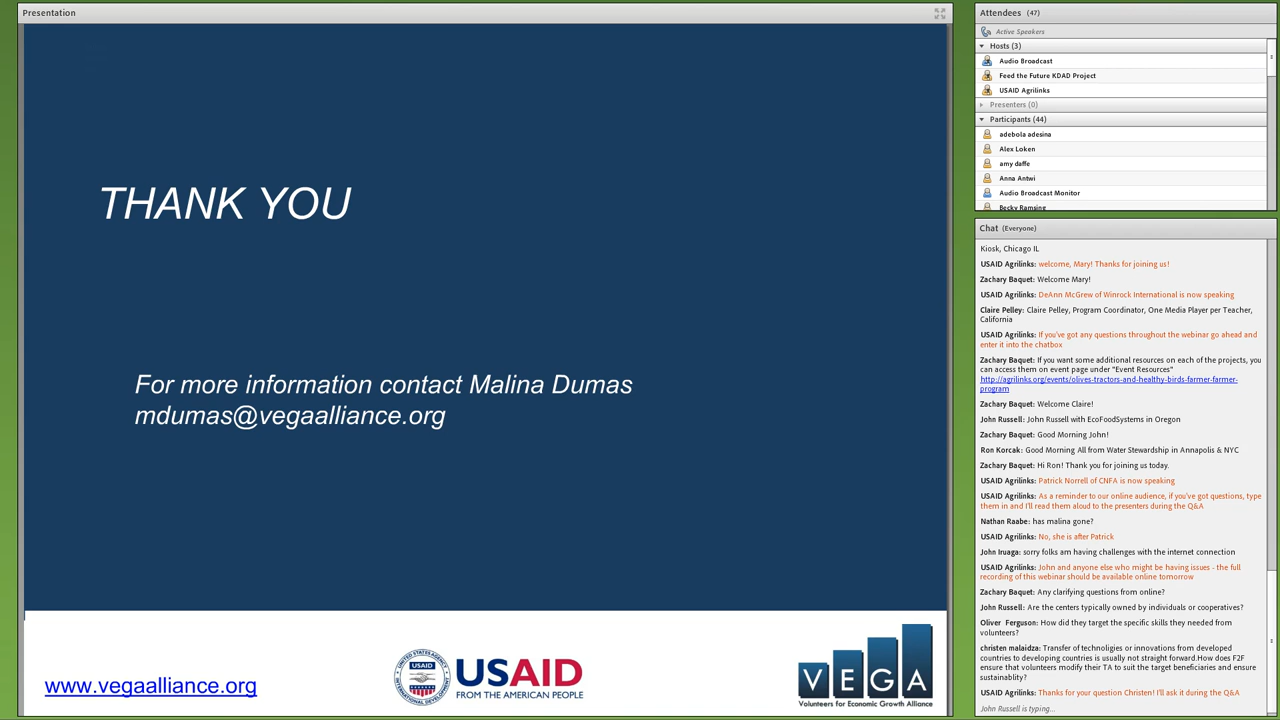 Presentation
THANK YOU
For more information contact Malina Dumas
mdumas@vegaalliance.org
www.vegaalliance.org
USAID
FROM THE AMERICAN PEOPLE
VEGA
Volunteers for Economic Growth Alliance
Attendees (47)
Active Speakers
Hosts (3)
Audio Broadcast
Feed the Future KDAD Project
USAID Agrilinks
Presenters (0)
Participants (44)
adebola adesina
Alex Loken
amy daffe
Anna Antwi
Audio Broadcast Monitor
Becky Ramsing
Chat (Everyone)
Kiosk, Chicago IL
USAID Agrilinks: welcome, Mary! Thanks for joining us!
Zachary Baquet: Welcome Mary!
USAID Agrilinks: DeAnn McGrew of Winrock International is now speaking
Claire Pelley: Claire Pelley, Program Coordinator, One Media Player per Teacher,
California
USAID Agrilinks: If you've got any questions throughout the webinar go ahead and
enter it into the chatbox
Zachary Baquet: If you want some additional resources on each of the projects, you
can access them on event page under "Event Resources"
http://agrilinks.org/events/olives-tractors-and-healthy-birds-farmer-farmer-
program
Zachary Baquet: Welcome Claire!
John Russell: John Russell with EcoFoodSystems in Oregon
Zachary Baquet: Good Morning John!
Ron Korcak: Good Morning All from Water Stewardship in Annapolis & NYC
Zachary Baquet: Hi Ron! Thank you for joining us today.
USAID Agrilinks: Patrick Norrell of CNFA is now speaking
USAID Agrilinks: As a reminder to our online audience, if you've got questions, type
them in and I'll read them aloud to the presenters during the Q&A
Nathan Raabe: has malina gone?
USAID Agrilinks: No, she is after Patrick
John Iruaga: sorry folks am having challenges with the internet connection
USAID Agrilinks: John and anyone else who might be having issues - the full
recording of this webinar should be available online tomorrow
Zachary Baquet: Any clarifying questions from online?
John Russell: Are the centers typically owned by individuals or cooperatives?
Oliver Ferguson: How did they target the specific skills they needed from
volunteers?
christen malaidza: Transfer of technoligies or innovations from developed
countries to developing countries is usually not straight forward.How does F2F
ensure that volunteers modify their TA to suit the target beneficiaries and ensure
sustainablity?
USAID Agrilinks: Thanks for your question Christen! I'll ask it during the Q&A
John Russell is typing...